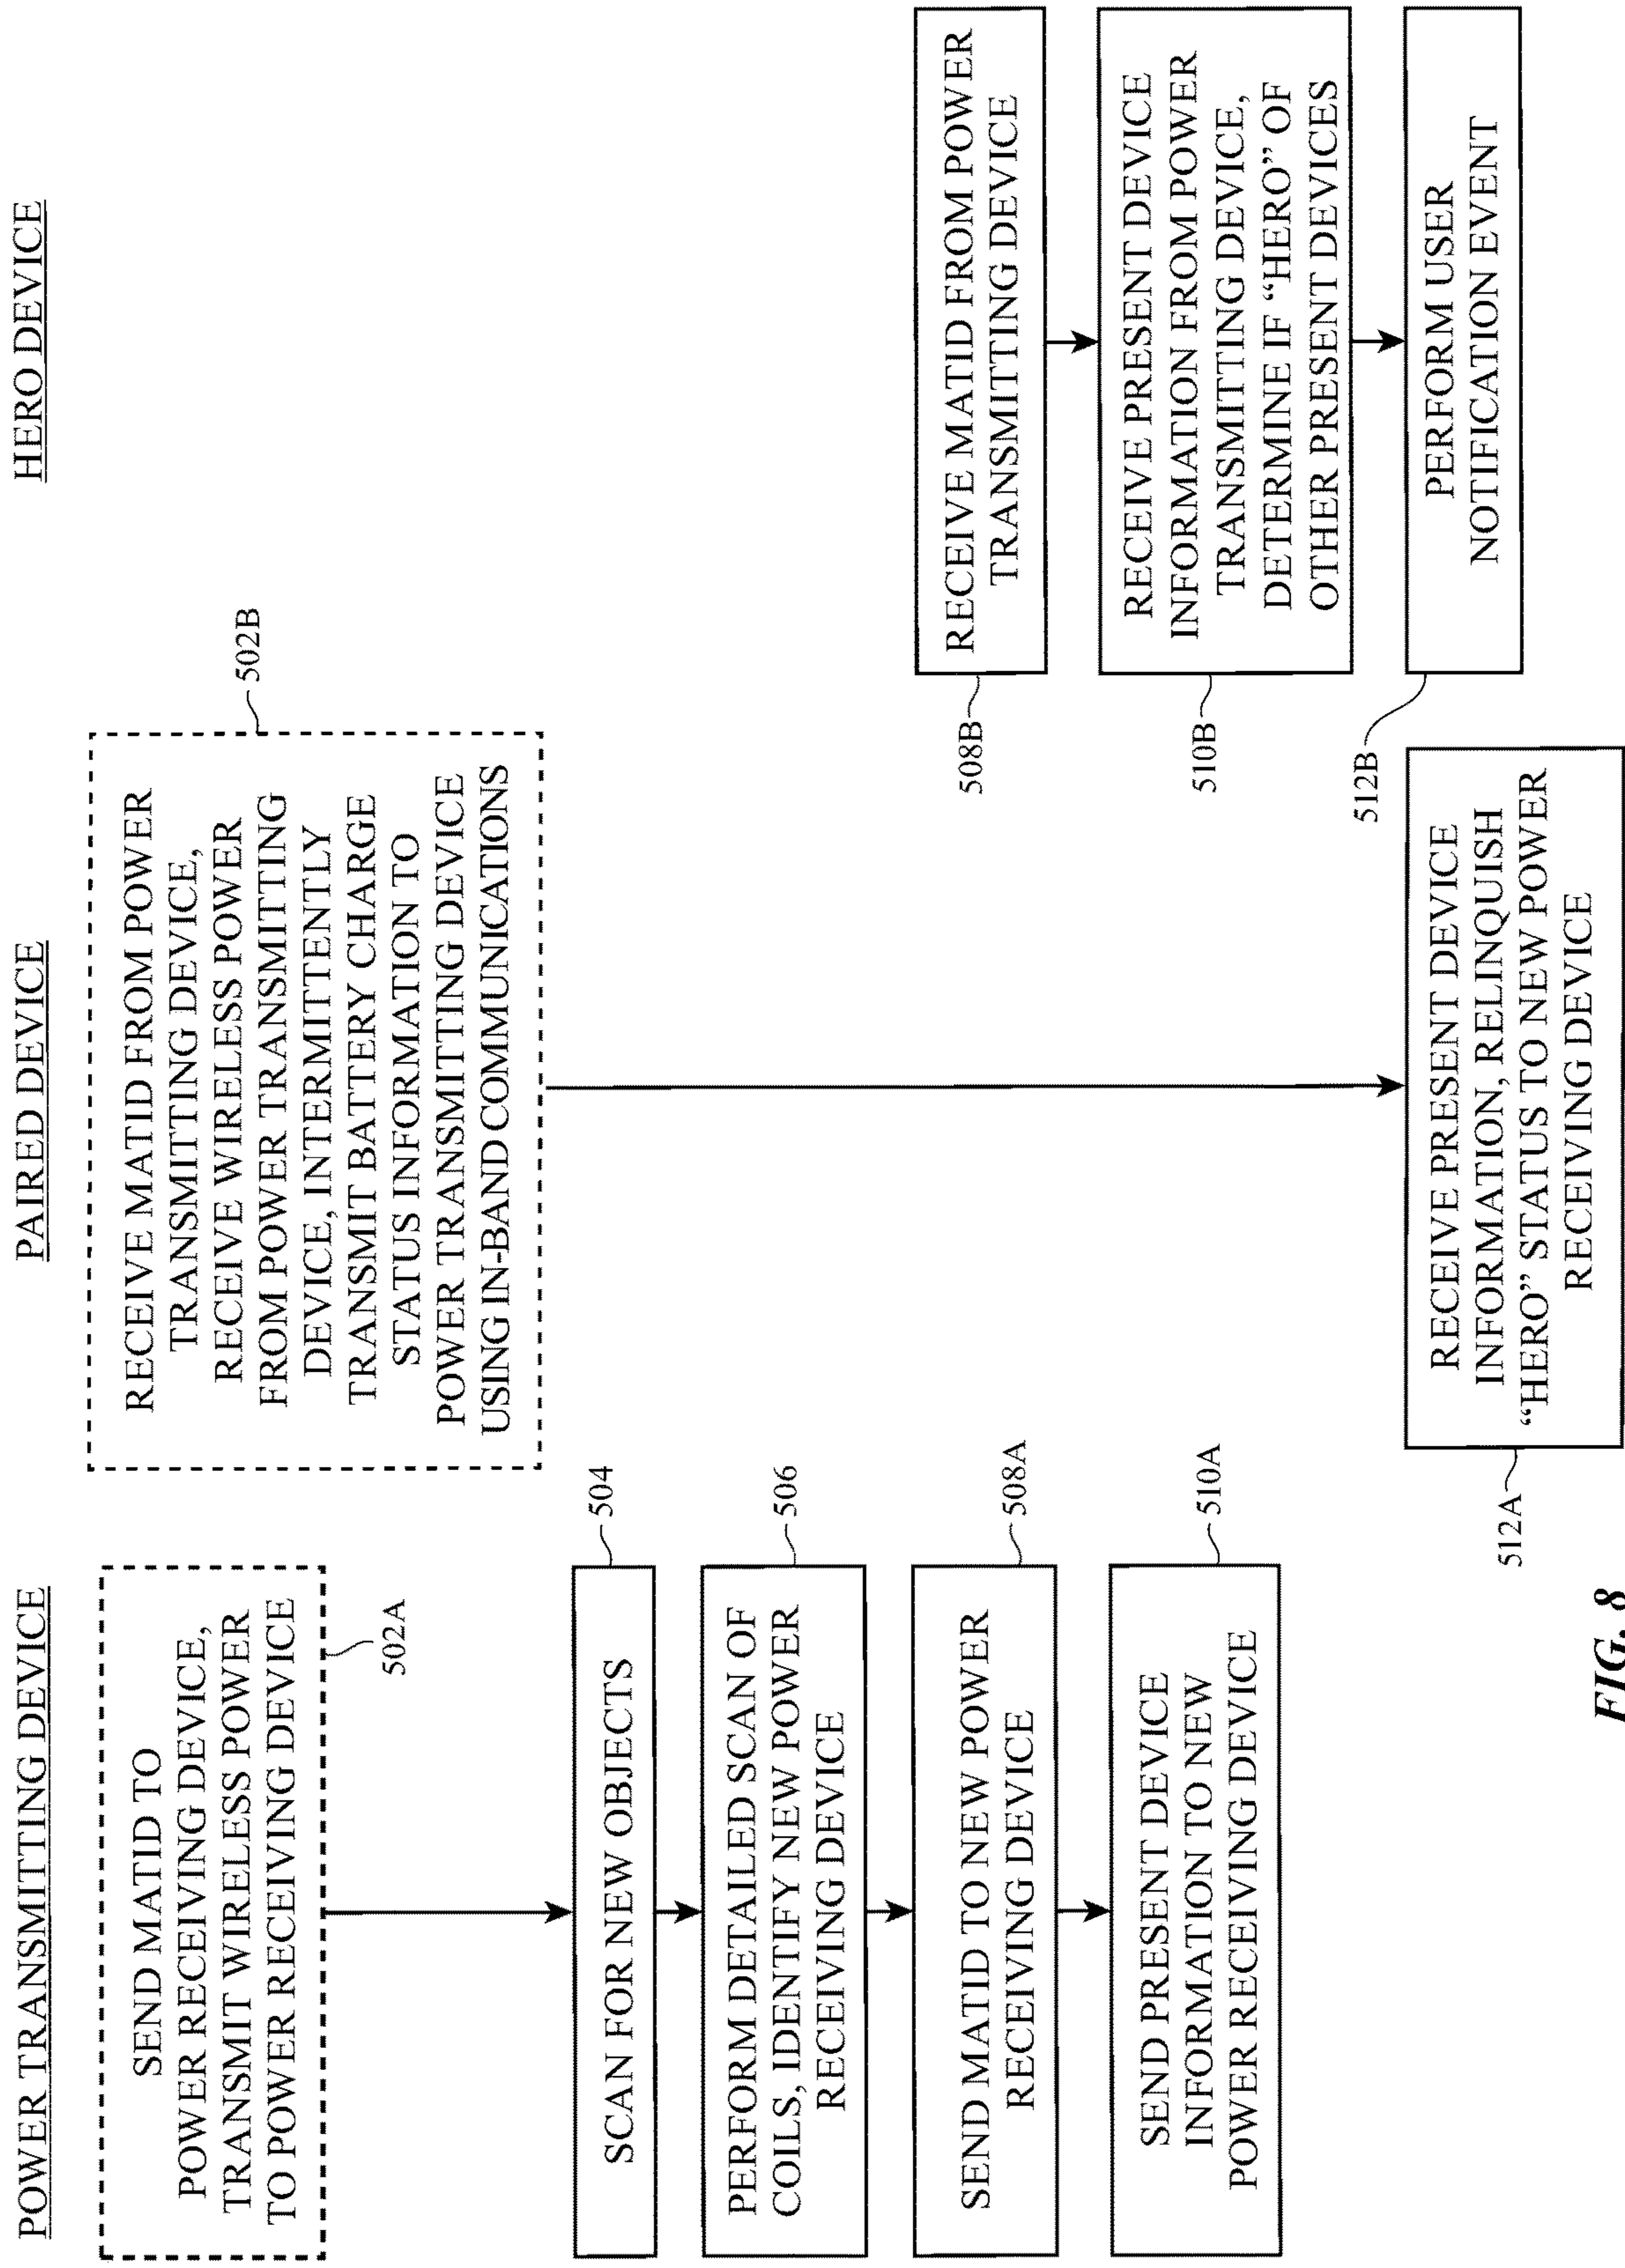 POWER TRANSMITTING DEVICE
SEND MATID TO
POWER RECEIVING DEVICE,
TRANSMIT WIRELESS POWER
TO POWER RECEIVING DEVICE
502A
SCAN FOR NEW OBJECTS
504
PERFORM DETAILED SCAN OF
COILS, IDENTIFY NEW POWER
RECEIVING DEVICE
506
SEND MATID TO NEW POWER
RECEIVING DEVICE
508A
SEND PRESENT DEVICE
INFORMATION TO NEW
POWER RECEIVING DEVICE
510A
PAIRED DEVICE
RECEIVE MATID FROM POWER
TRANSMITTING DEVICE,
RECEIVE WIRELESS POWER
FROM POWER TRANSMITTING
DEVICE, INTERMITTENTLY
TRANSMIT BATTERY CHARGE
STATUS INFORMATION TO
POWER TRANSMITTING DEVICE
USING IN-BAND COMMUNICATIONS
502B
RECEIVE PRESENT DEVICE
INFORMATION, RELINQUISH
“HERO” STATUS TO NEW POWER
RECEIVING DEVICE
512A
HERO DEVICE
RECEIVE MATID FROM POWER
TRANSMITTING DEVICE
508B
RECEIVE PRESENT DEVICE
INFORMATION FROM POWER
TRANSMITTING DEVICE,
DETERMINE IF “HERO” OF
OTHER PRESENT DEVICES
510B
PERFORM USER
NOTIFICATION EVENT
512B
FIG. 8